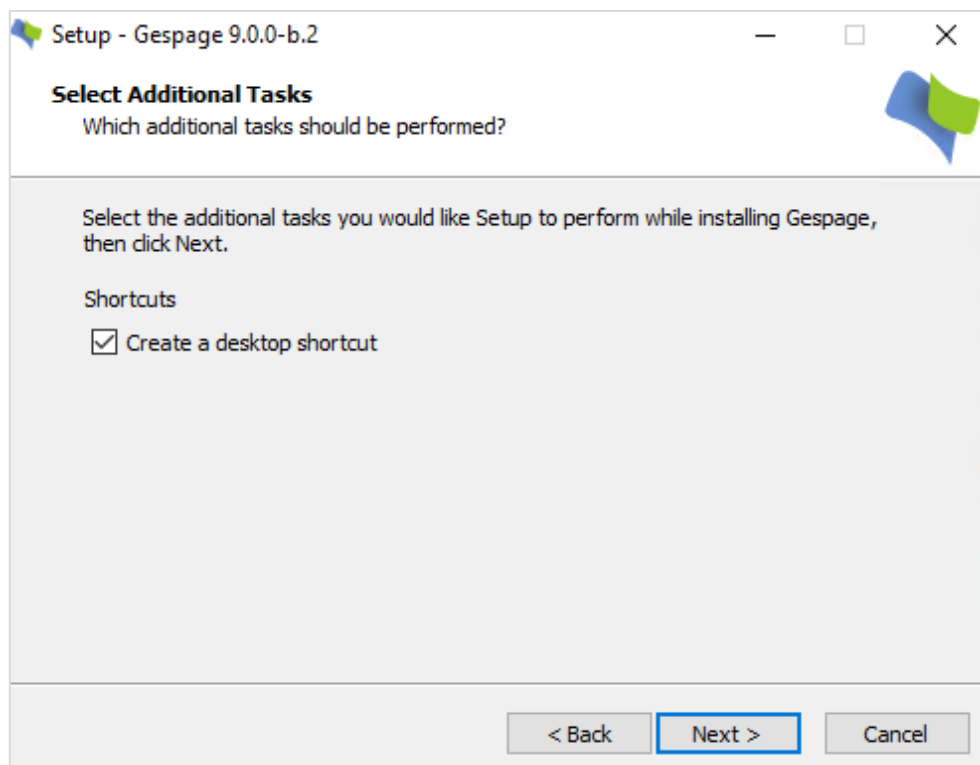 Setup - Gespage 9.0.0-b.2
Select Additional Tasks
Which additional tasks should be performed?
Select the additional tasks you would like Setup to perform while installing Gespage,
then click Next.
Shortcuts
Create a desktop shortcut
< Back
Next >
Cancel